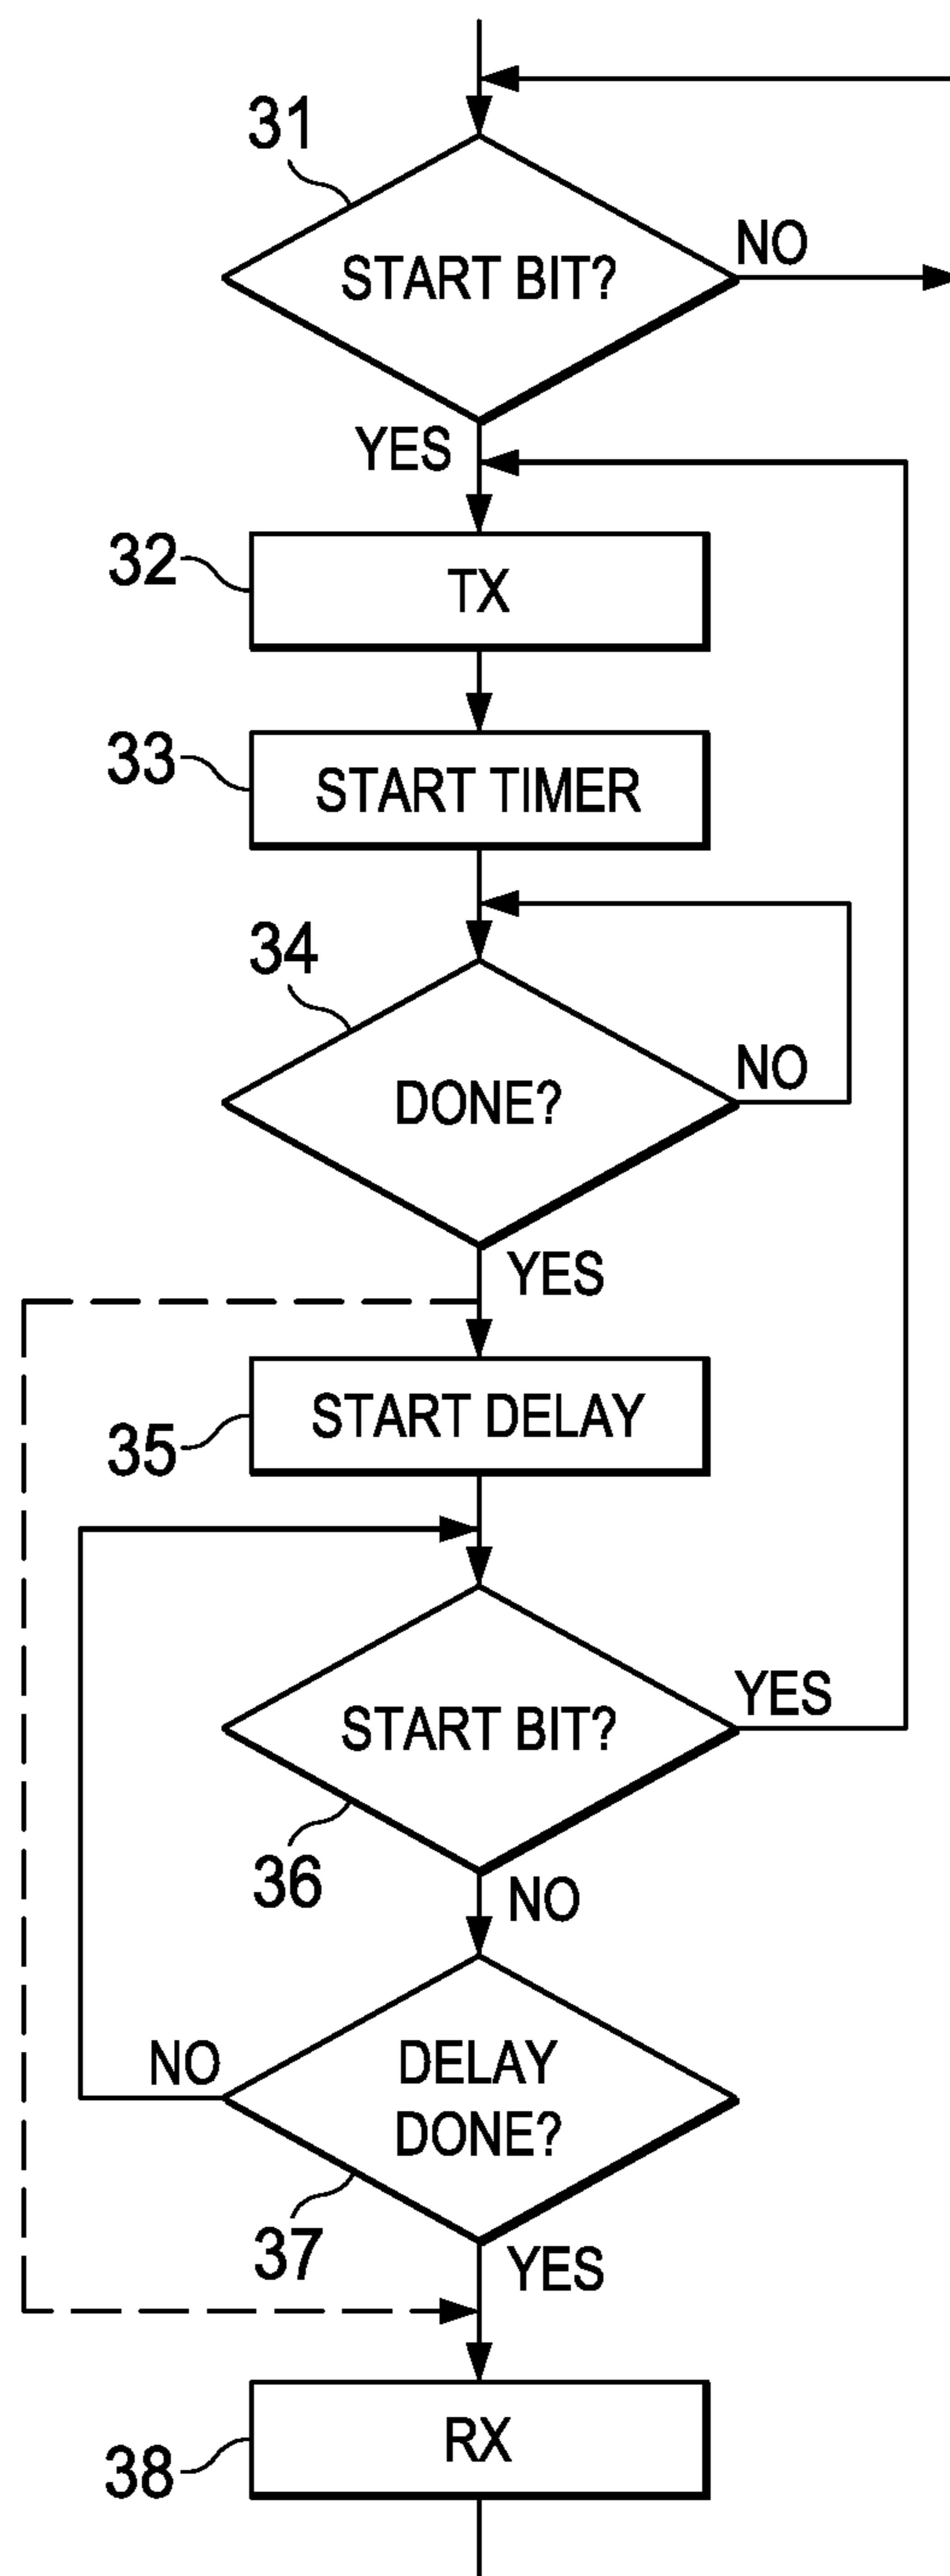 31
START BIT?
NO
YES
32
TX
33
START TIMER
34
DONE?
NO
YES
35
START DELAY
START BIT?
YES
36
NO
DELAY
DONE?
NO
37
YES
RX
38